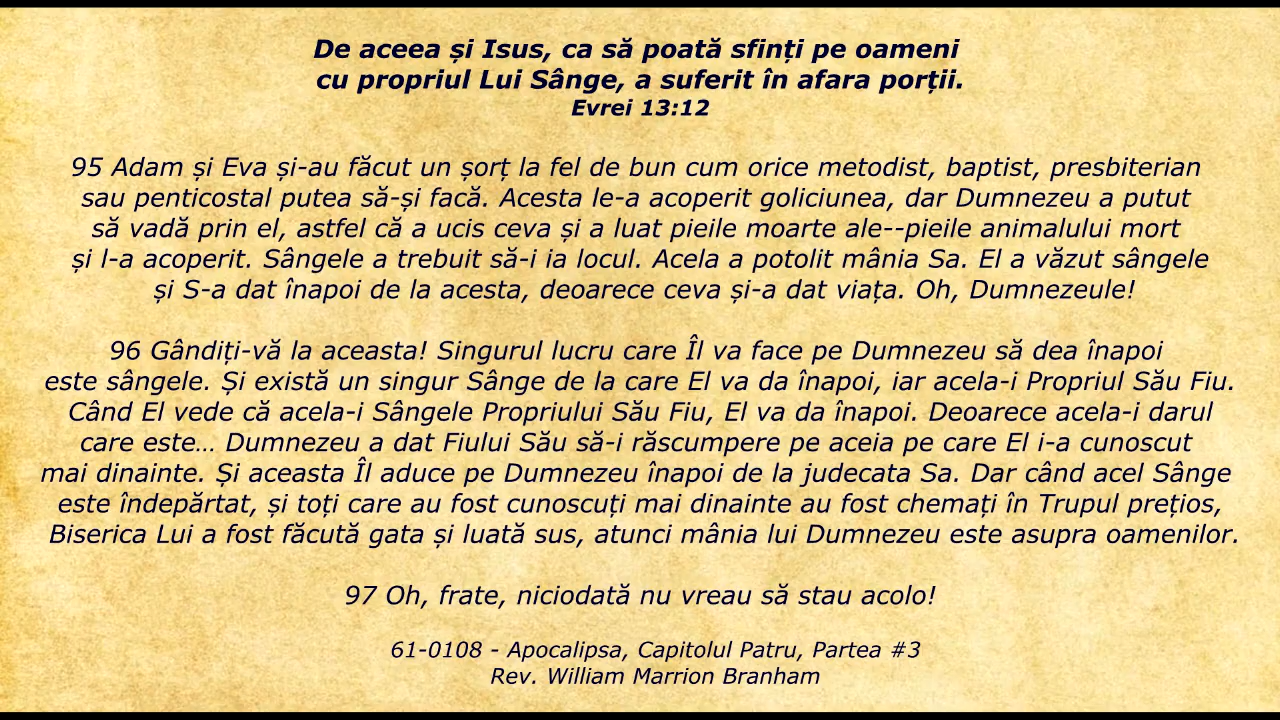 De aceea și Isus, ca să poată sfinți pe oameni
cu propriul Lui Sânge, a suferit în afara porții.
Evrei 13:12
95 Adam și Eva și-au făcut un șorț la fel de bun cum orice metodist, baptist, presbiterian
sau penticostal putea să-și facă. Acesta le-a acoperit goliciunea, dar Dumnezeu a putut
să vadă prin el, astfel că a ucis ceva și a luat pieile moarte ale--pieile animalului mort
și l-a acoperit. Sângele a trebuit să-i ia locul. Acela a potolit mânia Sa. El a văzut sângele
și S-a dat înapoi de la acesta, deoarece ceva și-a dat viața. Oh, Dumnezeule!
96 Gândiți-vă la aceasta! Singurul lucru care Îl va face pe Dumnezeu să dea înapoi
este sângele. Și există un singur Sânge de la care El va da înapoi, iar acela-i Propriul Său Fiu.
Când El vede că acela-i Sângele Propriului Său Fiu, El va da înapoi. Deoarece acela-i darul
care este… Dumnezeu a dat Fiului Său să-i răscumpere pe aceia pe care El i-a cunoscut
mai dinainte. Și aceasta Îl aduce pe Dumnezeu înapoi de la judecata Sa. Dar când acel Sânge
este îndepărtat, și toți care au fost cunoscuți mai dinainte au fost chemați în Trupul prețios,
Biserica Lui a fost făcută gata și luată sus, atunci mânia lui Dumnezeu este asupra oamenilor.
97 Oh, frate, niciodată nu vreau să stau acolo!
61-0108 - Apocalipsa, Capitolul Patru, Partea #3
Rev. William Marrion Branham